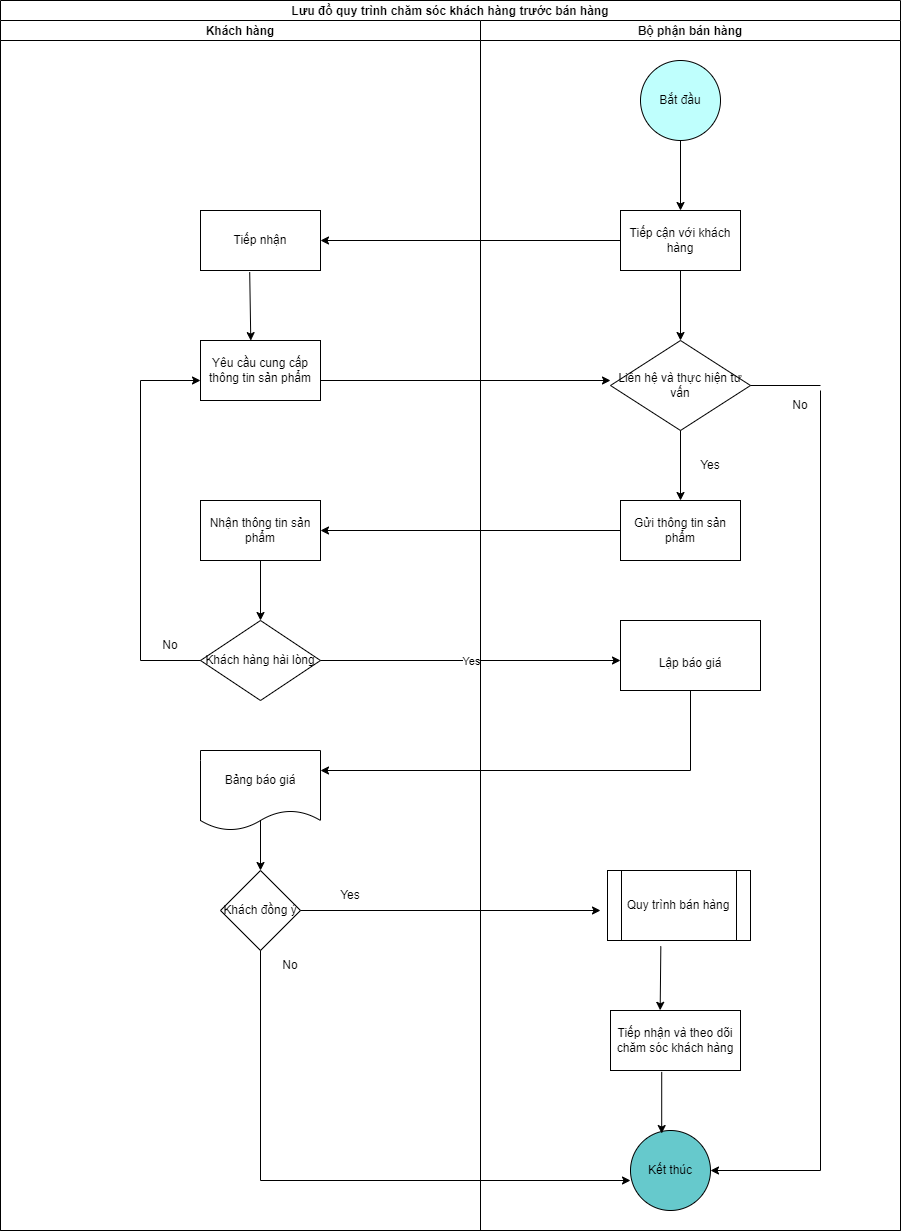 Lưu đồ quy trình chăm sóc khách hàng trước bán hàng
Khách hàng
Bộ phận bán hàng
Bắt đầu
Tiếp nhận
Tiếp cận với khách
hàng
Yêu cầu cung cấp
thông tin sản phẩm
Liên hệ và thực hiện tư
vấn
No
Yes
Nhận thông tin sản
phẩm
Gửi thông tin sản
phẩm
No
Khách hàng hài lòng
Yes
Lập báo giá
Bảng báo giá
Yes
Khách đồng ý
Quy trình bán hàng
No
Tiếp nhận và theo dõi
chăm sóc khách hàng
Kết thúc